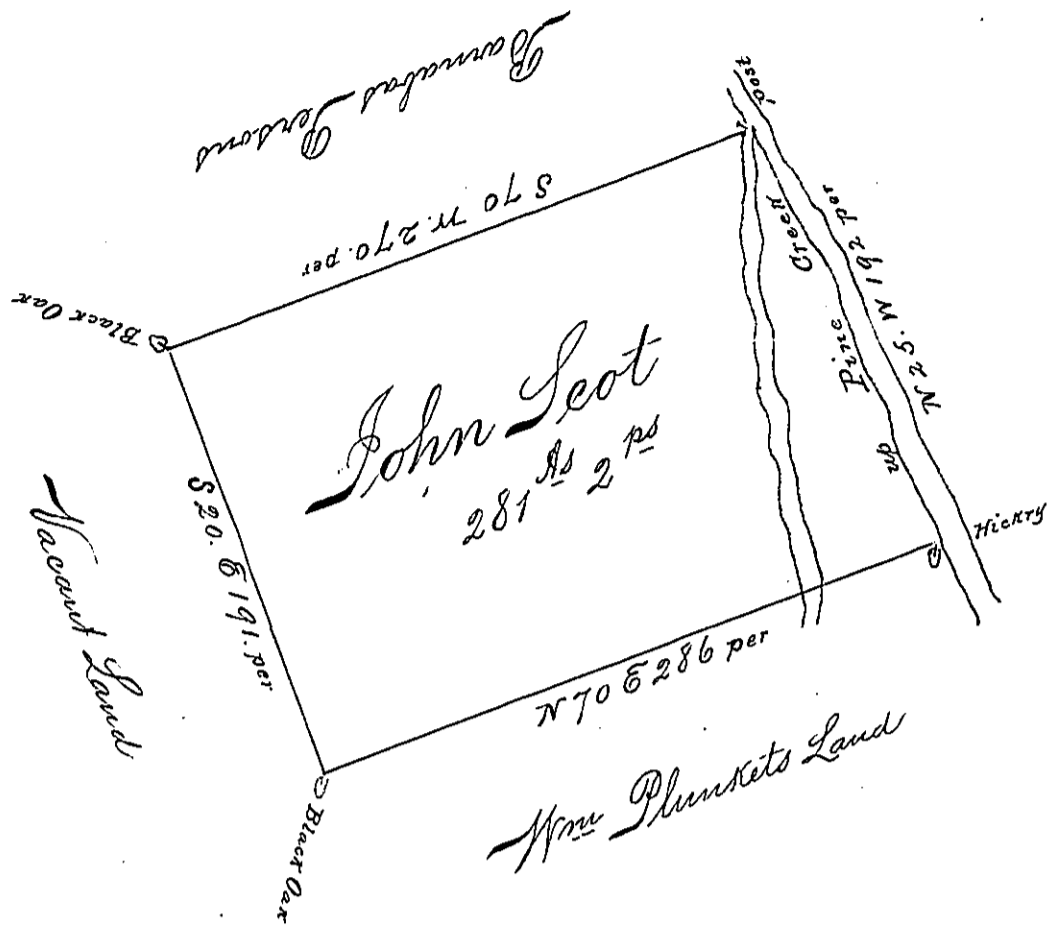 Barnabas Persons
S 70 W. 270. per
post
Black Oak
Pine Creek
up
N 25. W 192 per
John Scot
281 As 2 ps
S 20. E 191. per
Vacant Land
Hickry
N 70 E 286 per
Black Oak
Wm Plunkets Land